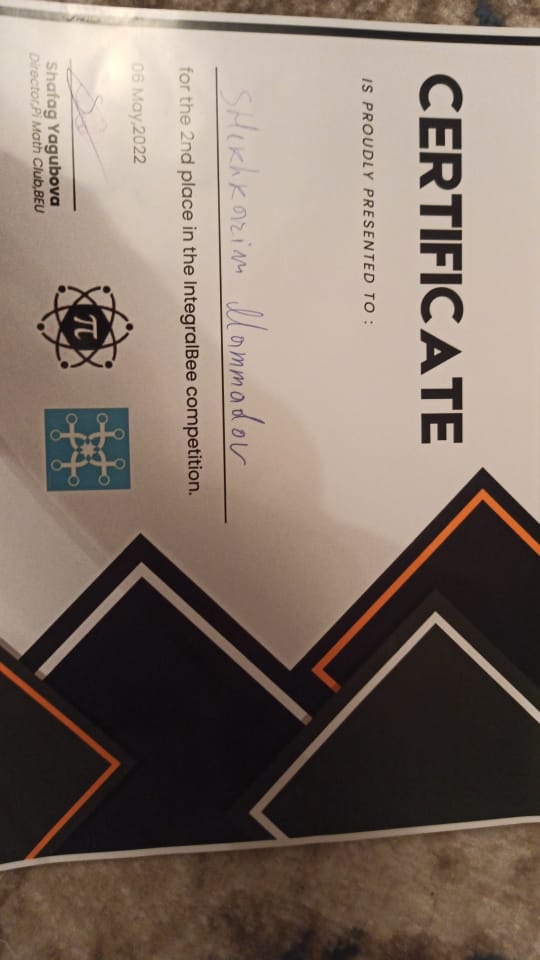 CERTIFICATE
IS PROUDLY PRESENTED TO :
SHikhkarim Mammadov
for the 2nd place in the IntegralBee competition.
06 May,2022
Shafag Yagubova
Director,Pi Math Club,BEU
π